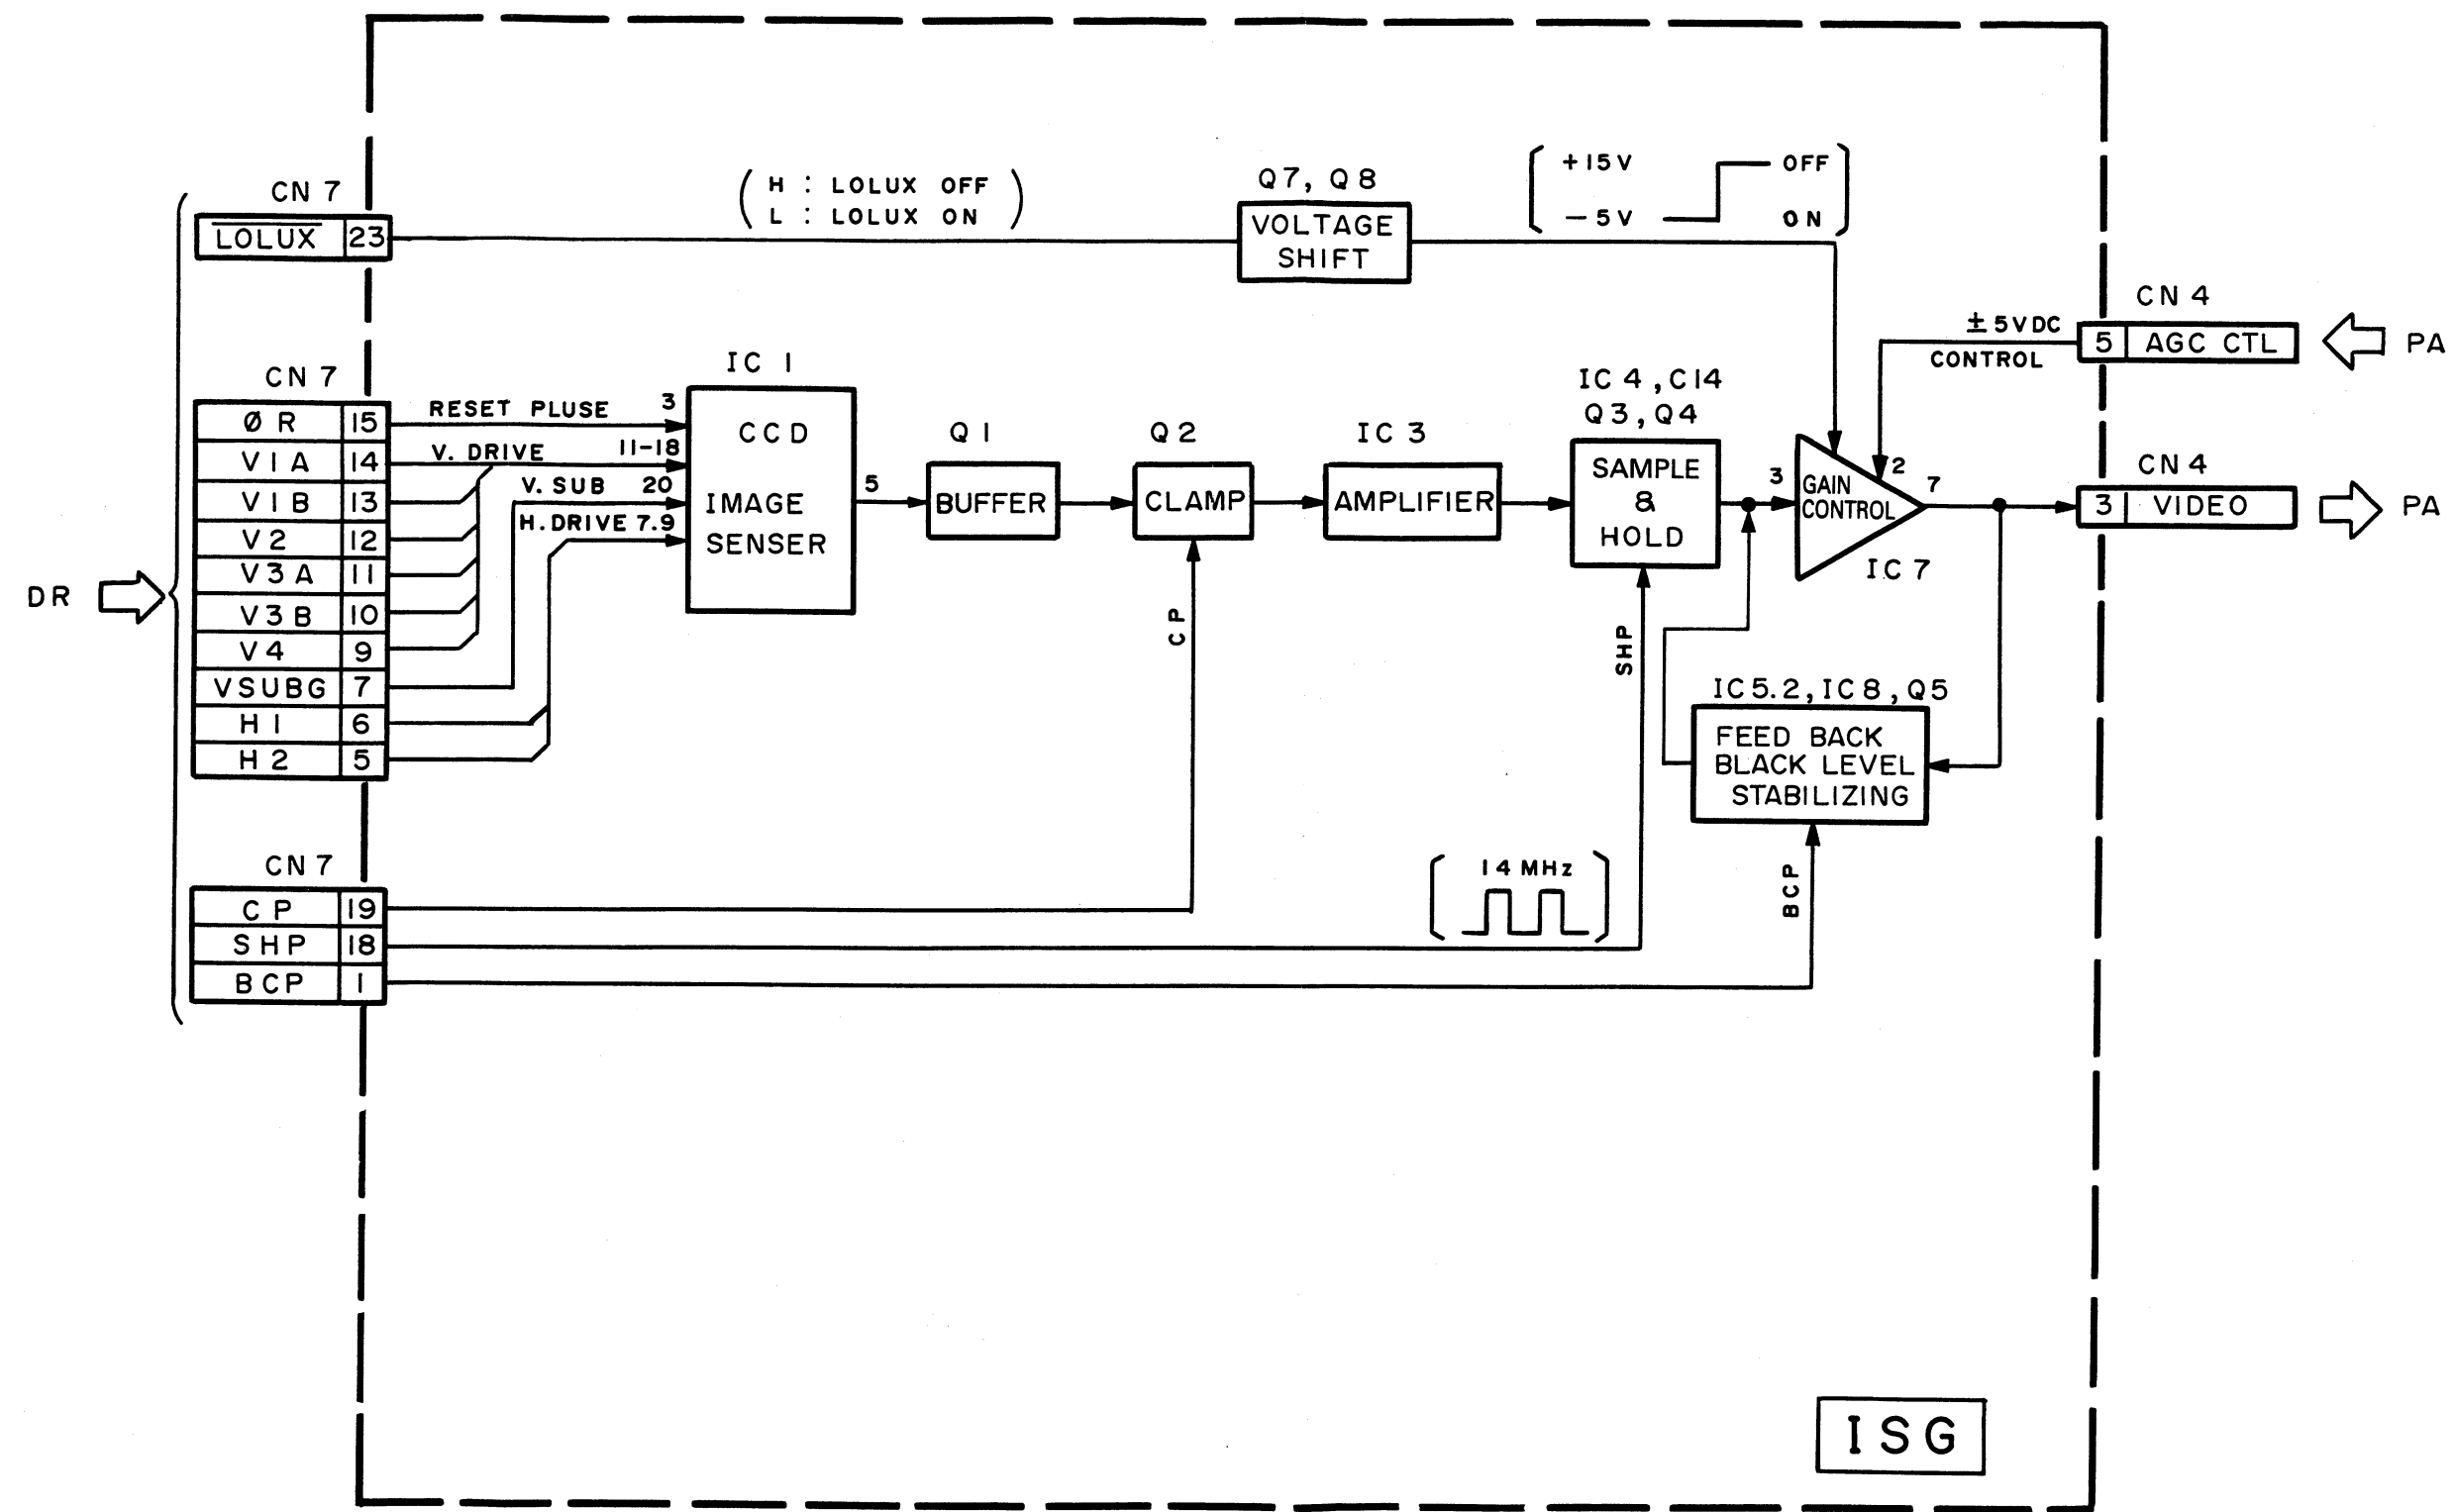 CN 7
LOLUX 23
( H : LOLUX OFF
L : LOLUX ON )
Q7, Q8
VOLTAGE
SHIFT
+15V OFF
−5V ON
CN 4
5 AGC CTL
PA
±5VDC
CONTROL
CN 7
ØR 15
V1A 14
V1B 13
V2 12
V3A 11
V3B 10
V4 9
VSUBG 7
H1 6
H2 5
DR
RESET PLUSE 3
V. DRIVE 11-18
V. SUB 20
H. DRIVE 7.9
IC 1
CCD
IMAGE
SENSER
5
Q1
BUFFER
Q2
CLAMP
IC 3
AMPLIFIER
IC 4, C14
Q3, Q4
SAMPLE
&
HOLD
3
GAIN
CONTROL
2
7
IC 7
CN 4
3 VIDEO
PA
CP
SHP
IC5.2, IC8, Q5
FEED BACK
BLACK LEVEL
STABILIZING
BCP
14 MHz
CN 7
CP 19
SHP 18
BCP 1
ISG